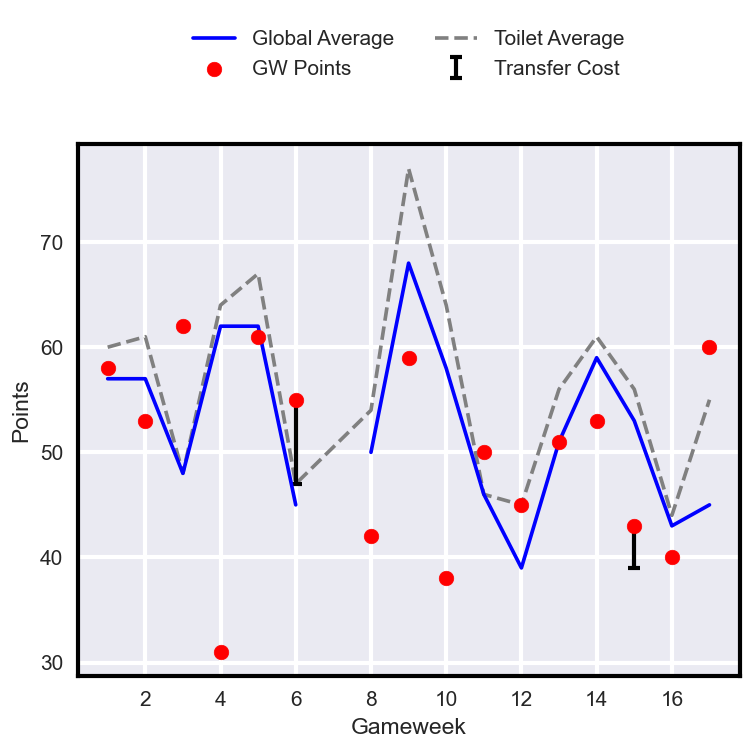 Global Average
GW Points
Toilet Average
Transfer Cost
Points
70
60
50
40
30
2 4 6 8 10 12 14 16
Gameweek